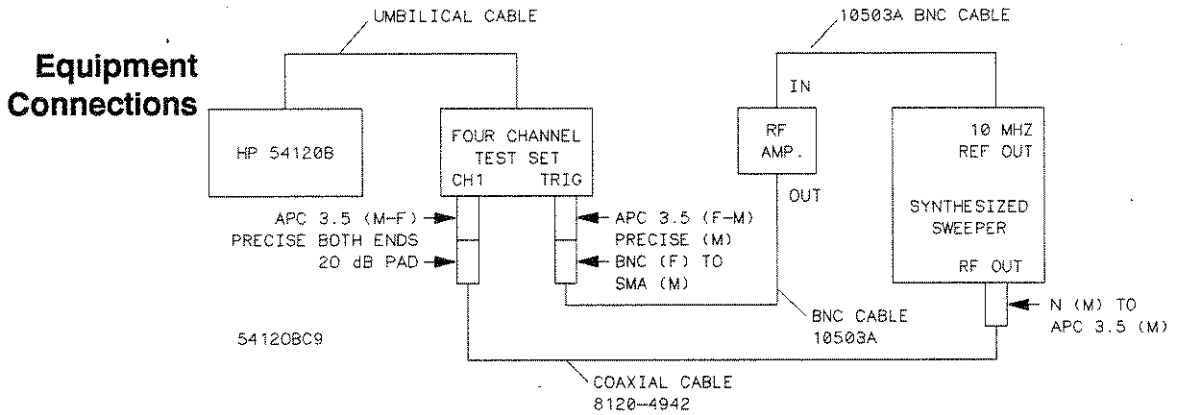 UMBILICAL CABLE
10503A BNC CABLE
Equipment
Connections
HP 54120B
FOUR CHANNEL
TEST SET
CH1 TRIG
IN
RF
AMP.
OUT
10 MHZ
REF OUT
SYNTHESIZED
SWEEPER
RF OUT
APC 3.5 (M-F)
PRECISE BOTH ENDS
20 dB PAD
APC 3.5 (F-M)
PRECISE (M)
BNC (F) TO
SMA (M)
N (M) TO
APC 3.5 (M)
BNC CABLE
10503A
54120BC9
COAXIAL CABLE
8120-4942